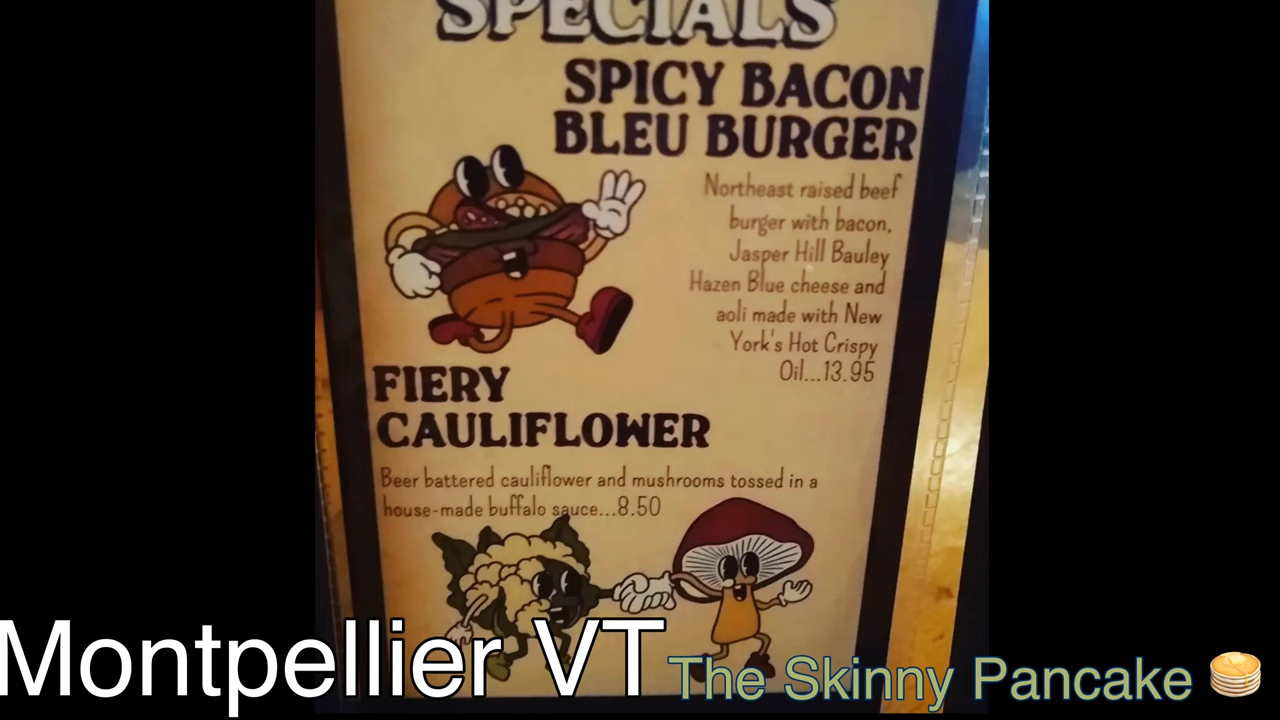 SPECIALS
SPICY BACON
BLEU BURGER
Northeast raised beef
burger with bacon,
Jasper Hill Bauley
Hazen Blue cheese and
aoli made with New
York's Hot Crispy
Oil...13.95
FIERY
CAULIFLOWER
Beer battered cauliflower and mushrooms tossed in a
house-made buffalo sauce...8.50
Montpellier VT
The Skinny Pancake 🥞